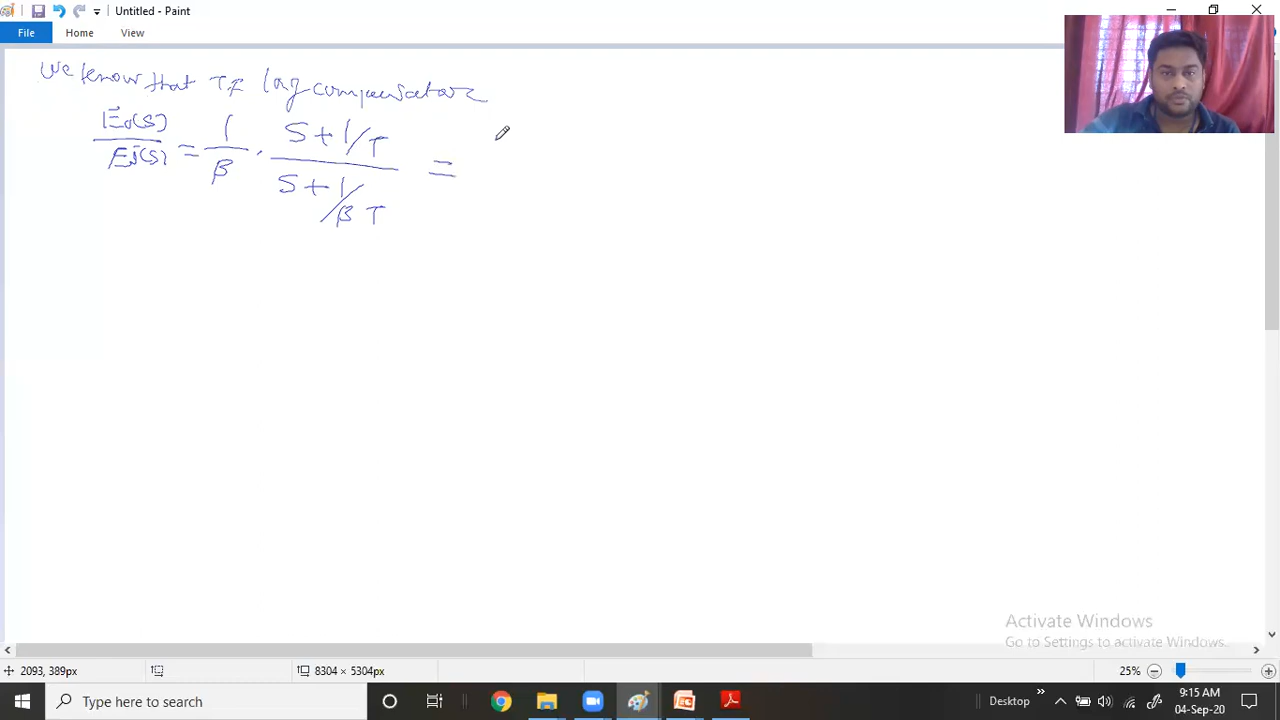 Untitled - Paint
File Home View
We know that TF lag compensator
Eo(s) / Ei(s) = 1/β . (S + 1/T) / (S + 1/βT) =
Activate Windows
Go to Settings to activate Windows.
2093, 389px 8304 × 5304px 25%
Type here to search
Desktop
9:15 AM
04-Sep-20